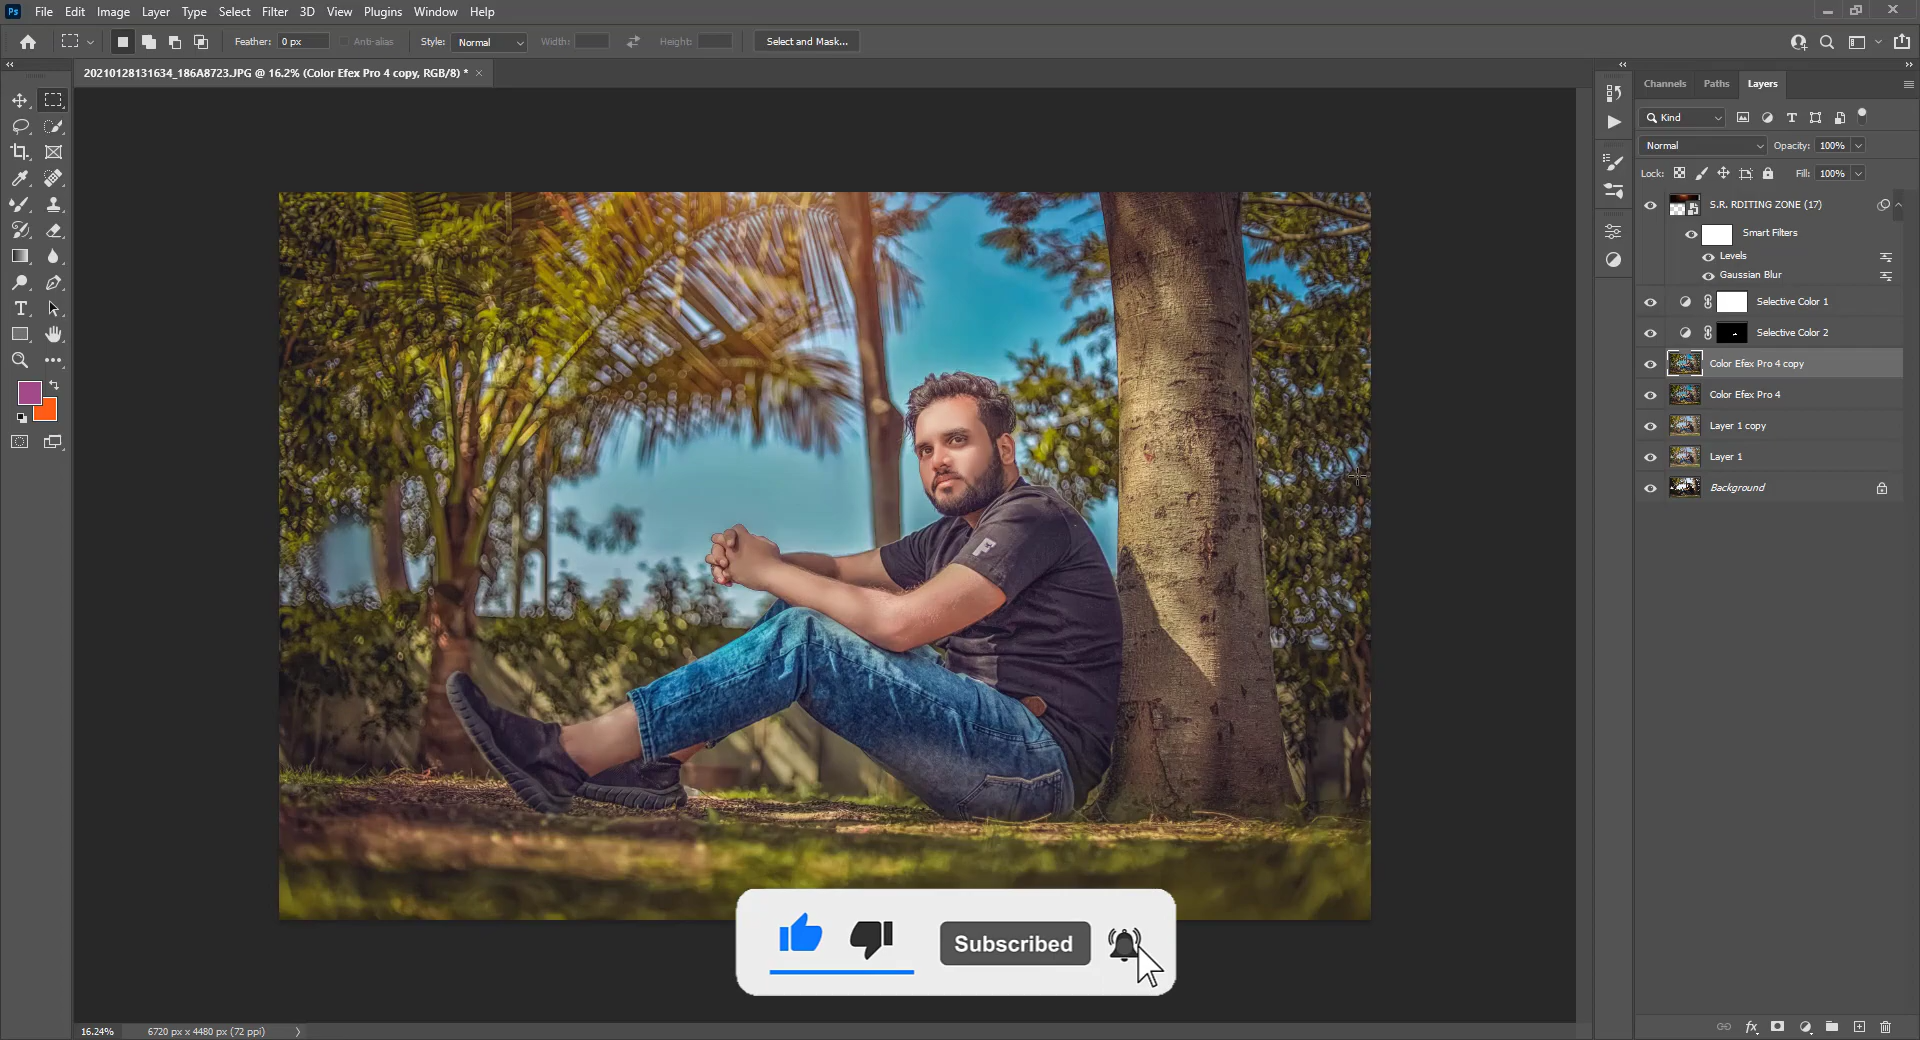 Ps File Edit Image Layer Type Select Filter 3D View Plugins Window Help
Feather: 0 px Anti-alias Style: Normal Width: Height: Select and Mask...
20210128131634_186A8723.JPG @ 16.2% (Color Efex Pro 4 copy, RGB/8) * ×
Channels Paths Layers
Kind
Normal Opacity: 100%
Lock: Fill: 100%
S.R. RDITING ZONE (17)
Smart Filters
Levels
Gaussian Blur
Selective Color 1
Selective Color 2
Color Efex Pro 4 copy
Color Efex Pro 4
Layer 1 copy
Layer 1
Background
F
Subscribed
16.24% 6720 px x 4480 px (72 ppi)
fx